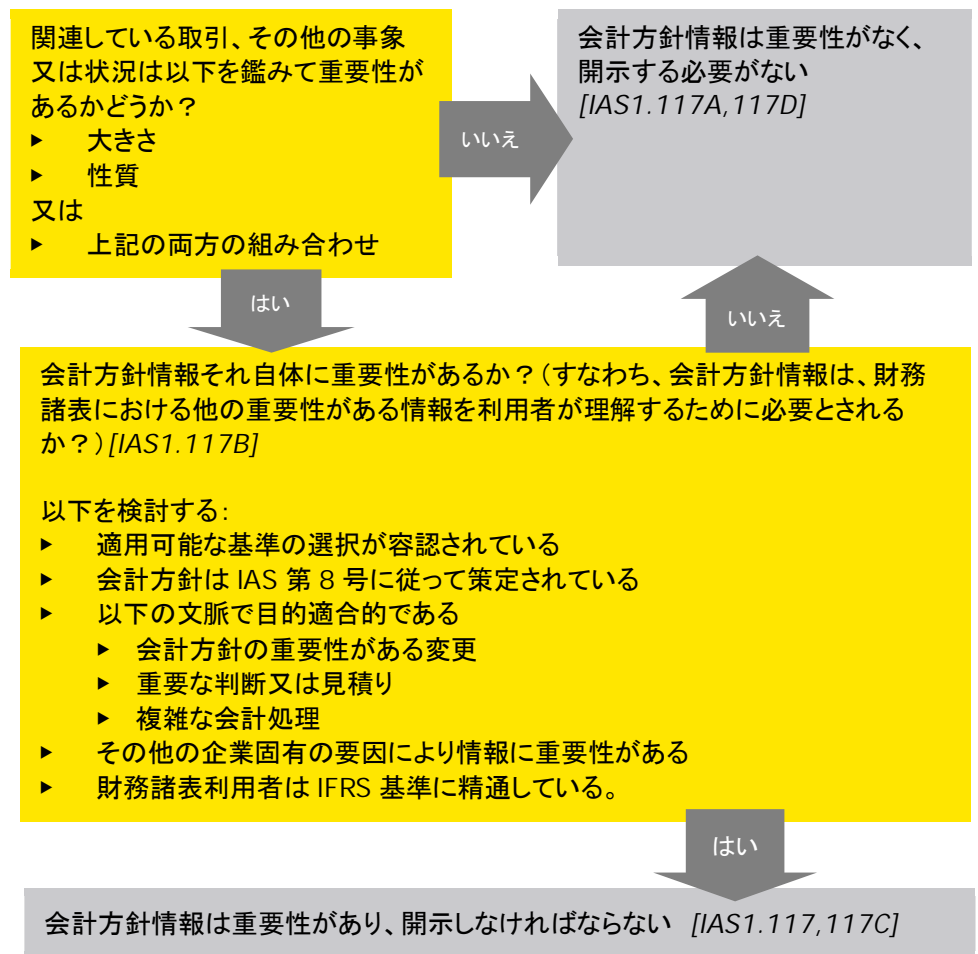 関連している取引、その他の事象
又は状況は以下を鑑みて重要性が
あるかどうか？
▶ 大きさ
▶ 性質
又は
▶ 上記の両方の組み合わせ
いいえ
会計方針情報は重要性がなく、
開示する必要がない
[IAS1.117A,117D]
はい
いいえ
会計方針情報それ自体に重要性があるか？（すなわち、会計方針情報は、財務
諸表における他の重要性がある情報を利用者が理解するために必要とされる
か？）[IAS1.117B]
以下を検討する：
▶ 適用可能な基準の選択が容認されている
▶ 会計方針は IAS 第 8 号に従って策定されている
▶ 以下の文脈で目的適合的である
▶ 会計方針の重要性がある変更
▶ 重要な判断又は見積り
▶ 複雑な会計処理
▶ その他の企業固有の要因により情報に重要性がある
▶ 財務諸表利用者は IFRS 基準に精通している。
はい
会計方針情報は重要性があり、開示しなければならない [IAS1.117,117C]